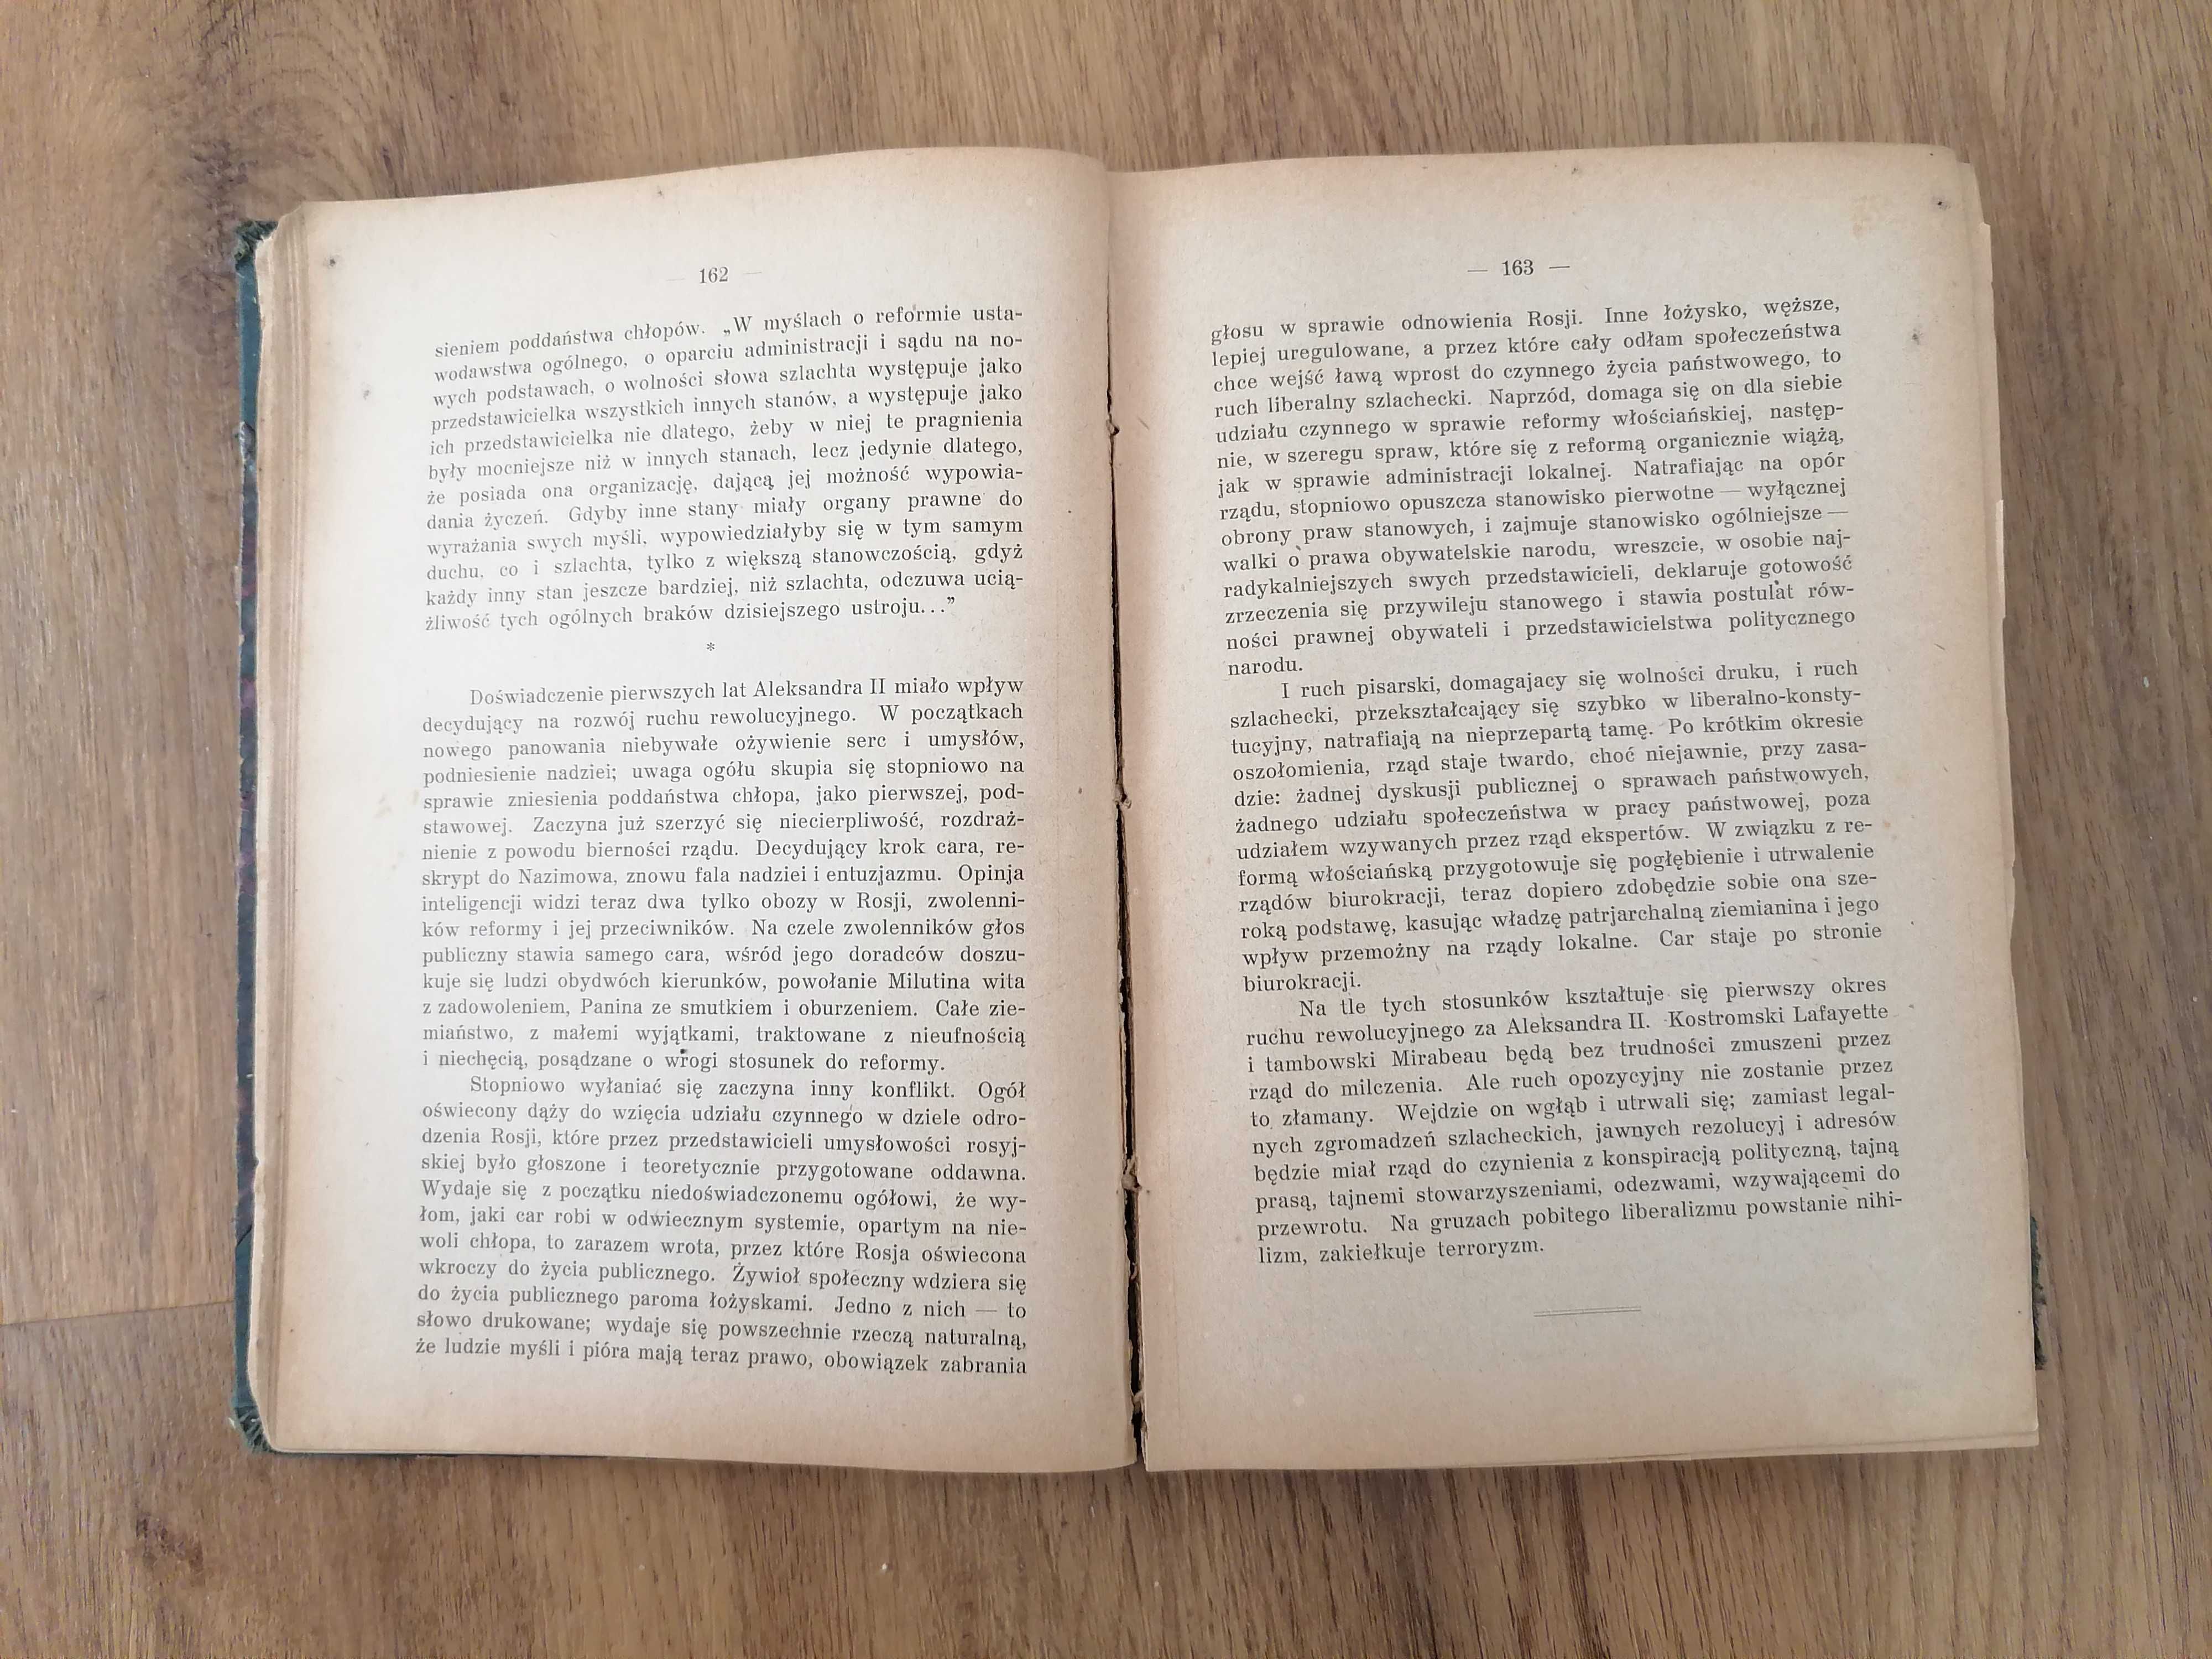 — 162 —
sieniem poddaństwa chłopów. „W myślach o reformie usta-
wodawstwa ogólnego, o oparciu administracji i sądu na no-
wych podstawach, o wolności słowa szlachta występuje jako
przedstawicielka wszystkich innych stanów, a występuje jako
ich przedstawicielka nie dlatego, żeby w niej te pragnienia
były mocniejsze niż w innych stanach, lecz jedynie dlatego,
że posiada ona organizację, dającą jej możność wypowia-
dania życzeń. Gdyby inne stany miały organy prawne do
wyrażania swych myśli, wypowiedziałyby się w tym samym
duchu, co i szlachta, tylko z większą stanowczością, gdyż
każdy inny stan jeszcze bardziej, niż szlachta, odczuwa ucią-
żliwość tych ogólnych braków dzisiejszego ustroju...”
*
Doświadczenie pierwszych lat Aleksandra II miało wpływ
decydujący na rozwój ruchu rewolucyjnego. W początkach
nowego panowania niebywałe ożywienie serc i umysłów,
podniesienie nadziei; uwaga ogółu skupia się stopniowo na
sprawie zniesienia poddaństwa chłopa, jako pierwszej, pod-
stawowej. Zaczyna już szerzyć się niecierpliwość, rozdraż-
nienie z powodu bierności rządu. Decydujący krok cara, re-
skrypt do Nazimowa, znowu fala nadziei i entuzjazmu. Opinja
inteligencji widzi teraz dwa tylko obozy w Rosji, zwolenni-
ków reformy i jej przeciwników. Na czele zwolenników głos
publiczny stawia samego cara, wśród jego doradców doszu-
kuje się ludzi obydwóch kierunków, powołanie Milutina wita
z zadowoleniem, Panina ze smutkiem i oburzeniem. Całe zie-
miaństwo, z małemi wyjątkami, traktowane z nieufnością
i niechęcią, posądzane o wrogi stosunek do reformy.
Stopniowo wyłaniać się zaczyna inny konflikt. Ogół
oświecony dąży do wzięcia udziału czynnego w dziele odro-
dzenia Rosji, które przez przedstawicieli umysłowości rosyj-
skiej było głoszone i teoretycznie przygotowane oddawna.
Wydaje się z początku niedoświadczonemu ogółowi, że wy-
łom, jaki car robi w odwiecznym systemie, opartym na nie-
woli chłopa, to zarazem wrota, przez które Rosja oświecona
wkroczy do życia publicznego. Żywioł społeczny wdziera się
do życia publicznego paroma łożyskami. Jedno z nich — to
słowo drukowane; wydaje się powszechnie rzeczą naturalną,
że ludzie myśli i pióra mają teraz prawo, obowiązek zabrania
— 163 —
głosu w sprawie odnowienia Rosji. Inne łożysko, węższe,
lepiej uregulowane, a przez które cały odłam społeczeństwa
chce wejść ławą wprost do czynnego życia państwowego, to
ruch liberalny szlachecki. Naprzód, domaga się on dla siebie
udziału czynnego w sprawie reformy włościańskiej, następ-
nie, w szeregu spraw, które się z reformą organicznie wiążą,
jak w sprawie administracji lokalnej. Natrafiając na opór
rządu, stopniowo opuszcza stanowisko pierwotne — wyłącznej
obrony praw stanowych, i zajmuje stanowisko ogólniejsze —
walki o prawa obywatelskie narodu, wreszcie, w osobie naj-
radykalniejszych swych przedstawicieli, deklaruje gotowość
zrzeczenia się przywileju stanowego i stawia postulat rów-
ności prawnej obywateli i przedstawicielstwa politycznego
narodu.
I ruch pisarski, domagajacy się wolności druku, i ruch
szlachecki, przekształcający się szybko w liberalno-konsty-
tucyjny, natrafiają na nieprzepartą tamę. Po krótkim okresie
oszołomienia, rząd staje twardo, choć niejawnie, przy zasa-
dzie: żadnej dyskusji publicznej o sprawach państwowych,
żadnego udziału społeczeństwa w pracy państwowej, poza
udziałem wzywanych przez rząd ekspertów. W związku z re-
formą włościańską przygotowuje się pogłębienie i utrwalenie
rządów biurokracji, teraz dopiero zdobędzie sobie ona sze-
roką podstawę, kasując władzę patrjarchalną ziemianina i jego
wpływ przemożny na rządy lokalne. Car staje po stronie
biurokracji.
Na tle tych stosunków kształtuje się pierwszy okres
ruchu rewolucyjnego za Aleksandra II. Kostromski Lafayette
i tambowski Mirabeau będą bez trudności zmuszeni przez
rząd do milczenia. Ale ruch opozycyjny nie zostanie przez
to złamany. Wejdzie on wgłąb i utrwali się; zamiast legal-
nych zgromadzeń szlacheckich, jawnych rezolucyj i adresów
będzie miał rząd do czynienia z konspiracją polityczną, tajną
prasą, tajnemi stowarzyszeniami, odezwami, wzywającemi do
przewrotu. Na gruzach pobitego liberalizmu powstanie nihi-
lizm, zakiełkuje terroryzm.